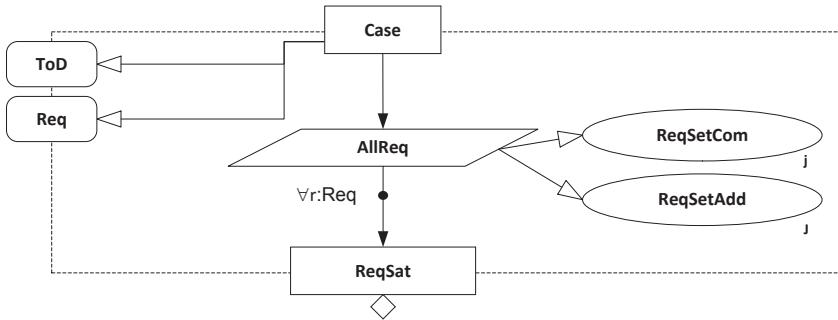 Case
ToD
Req
AllReq
ReqSetCom
j
∀r:Req
ReqSetAdd
J
ReqSat